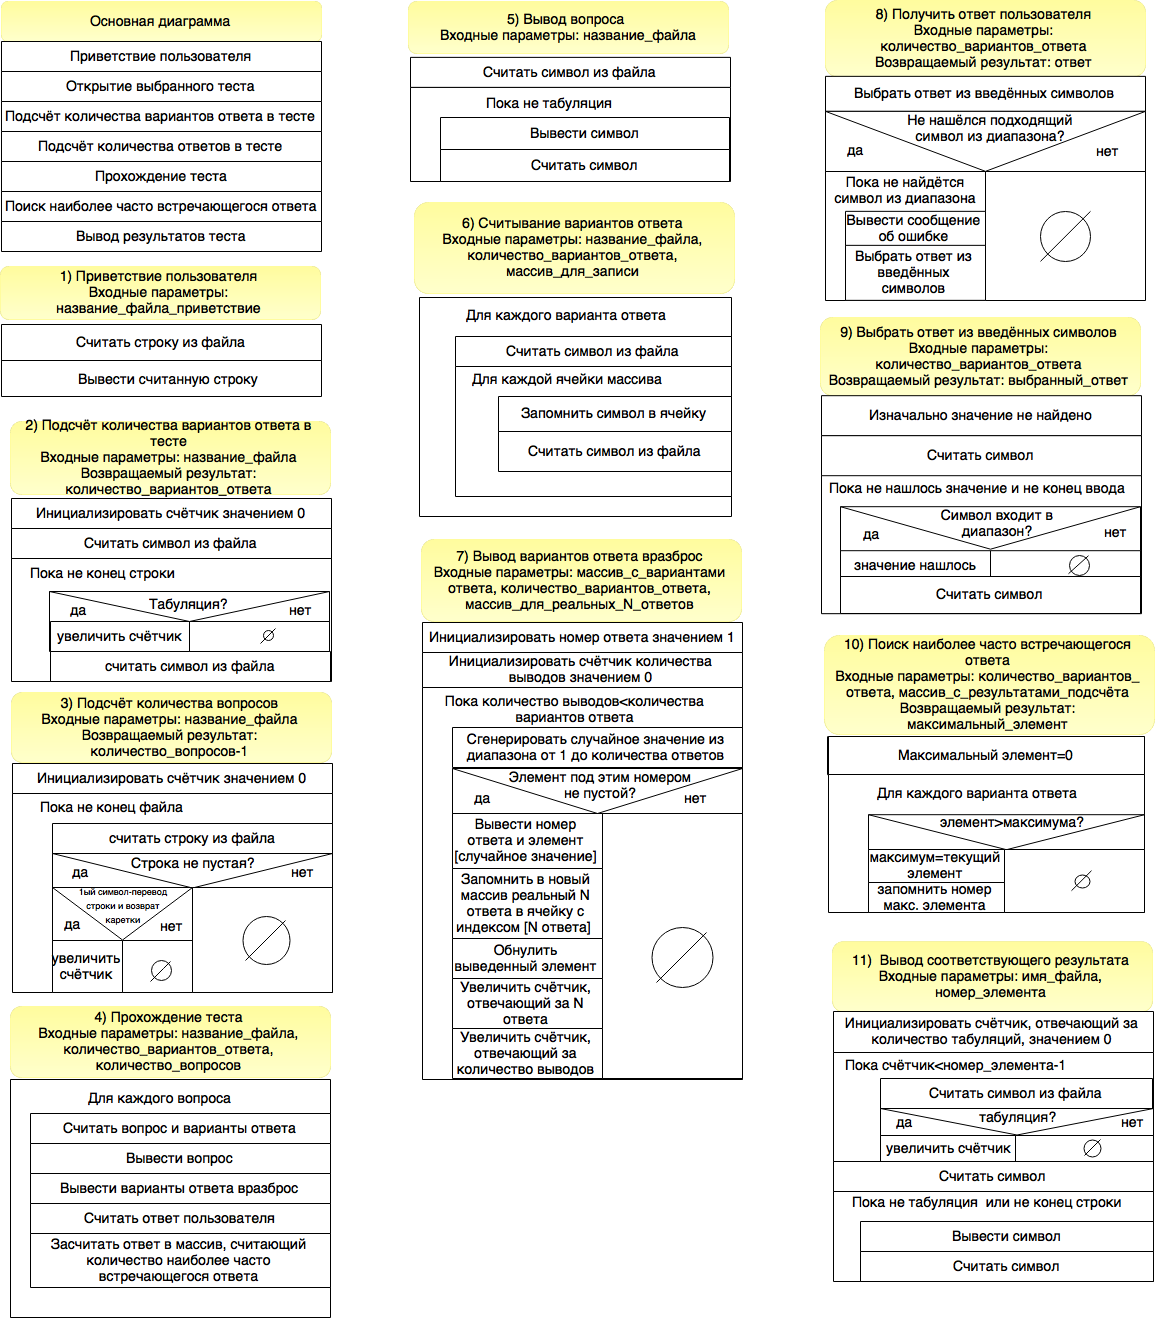 Основная диаграмма
Приветствие пользователя
Открытие выбранного теста
Подсчёт количества вариантов ответа в тесте
Подсчёт количества ответов в тесте
Прохождение теста
Поиск наиболее часто встречающегося ответа
Вывод результатов теста
1) Приветствие пользователя
Входные параметры:
название_файла_приветствие
Считать строку из файла
Вывести считанную строку
2) Подсчёт количества вариантов ответа в
тесте
Входные параметры: название_файла
Возвращаемый результат:
количество_вариантов_ответа
Инициализировать счётчик значением 0
Считать символ из файла
Пока не конец строки
Табуляция?
да
нет
увеличить счётчик
считать символ из файла
3) Подсчёт количества вопросов
Входные параметры: название_файла
Возвращаемый результат:
количество_вопросов-1
Инициализировать счётчик значением 0
Пока не конец файла
считать строку из файла
Строка не пустая?
да
нет
1ый символ-перевод
строки и возврат
каретки
да
нет
увеличить
счётчик
4) Прохождение теста
Входные параметры: название_файла,
количество_вариантов_ответа,
количество_вопросов
Для каждого вопроса
Считать вопрос и варианты ответа
Вывести вопрос
Вывести варианты ответа вразброс
Считать ответ пользователя
Засчитать ответ в массив, считающий
количество наиболее часто
встречающегося ответа
5) Вывод вопроса
Входные параметры: название_файла
Считать символ из файла
Пока не табуляция
Вывести символ
Считать символ
6) Считывание вариантов ответа
Входные параметры: название_файла,
количество_вариантов_ответа,
массив_для_записи
Для каждого варианта ответа
Считать символ из файла
Для каждой ячейки массива
Запомнить символ в ячейку
Считать символ из файла
7) Вывод вариантов ответа вразброс
Входные параметры: массив_с_вариантами
ответа, количество_вариантов_ответа,
массив_для_реальных_N_ответов
Инициализировать номер ответа значением 1
Инициализировать счётчик количества
выводов значением 0
Пока количество выводов<количества
вариантов ответа
Сгенерировать случайное значение из
диапазона от 1 до количества ответов
Элемент под этим номером
не пустой?
да
нет
Вывести номер
ответа и элемент
[случайное значение]
Запомнить в новый
массив реальный N
ответа в ячейку с
индексом [N ответа]
Обнулить
выведенный элемент
Увеличить счётчик,
отвечающий за N
ответа
Увеличить счётчик,
отвечающий за
количество выводов
8) Получить ответ пользователя
Входные параметры:
количество_вариантов_ответа
Возвращаемый результат: ответ
Выбрать ответ из введённых символов
Не нашёлся подходящий
символ из диапазона?
да
нет
Пока не найдётся
символ из диапазона
Вывести сообщение
об ошибке
Выбрать ответ из
введённых
символов
9) Выбрать ответ из введённых символов
Входные параметры:
количество_вариантов_ответа
Возвращаемый результат: выбранный_ответ
Изначально значение не найдено
Считать символ
Пока не нашлось значение и не конец ввода
Символ входит в
диапазон?
да
нет
значение нашлось
Считать символ
10) Поиск наиболее часто встречающегося
ответа
Входные параметры: количество_вариантов_
ответа, массив_с_результатами_подсчёта
Возвращаемый результат:
максимальный_элемент
Максимальный элемент=0
Для каждого варианта ответа
элемент>максимума?
максимум=текущий
элемент
запомнить номер
макс. элемента
11) Вывод соответствующего результата
Входные параметры: имя_файла,
номер_элемента
Инициализировать счётчик, отвечающий за
количество табуляций, значением 0
Пока счётчик<номер_элемента-1
Считать символ из файла
табуляция?
да
нет
увеличить счётчик
Считать символ
Пока не табуляция или не конец строки
Вывести символ
Считать символ